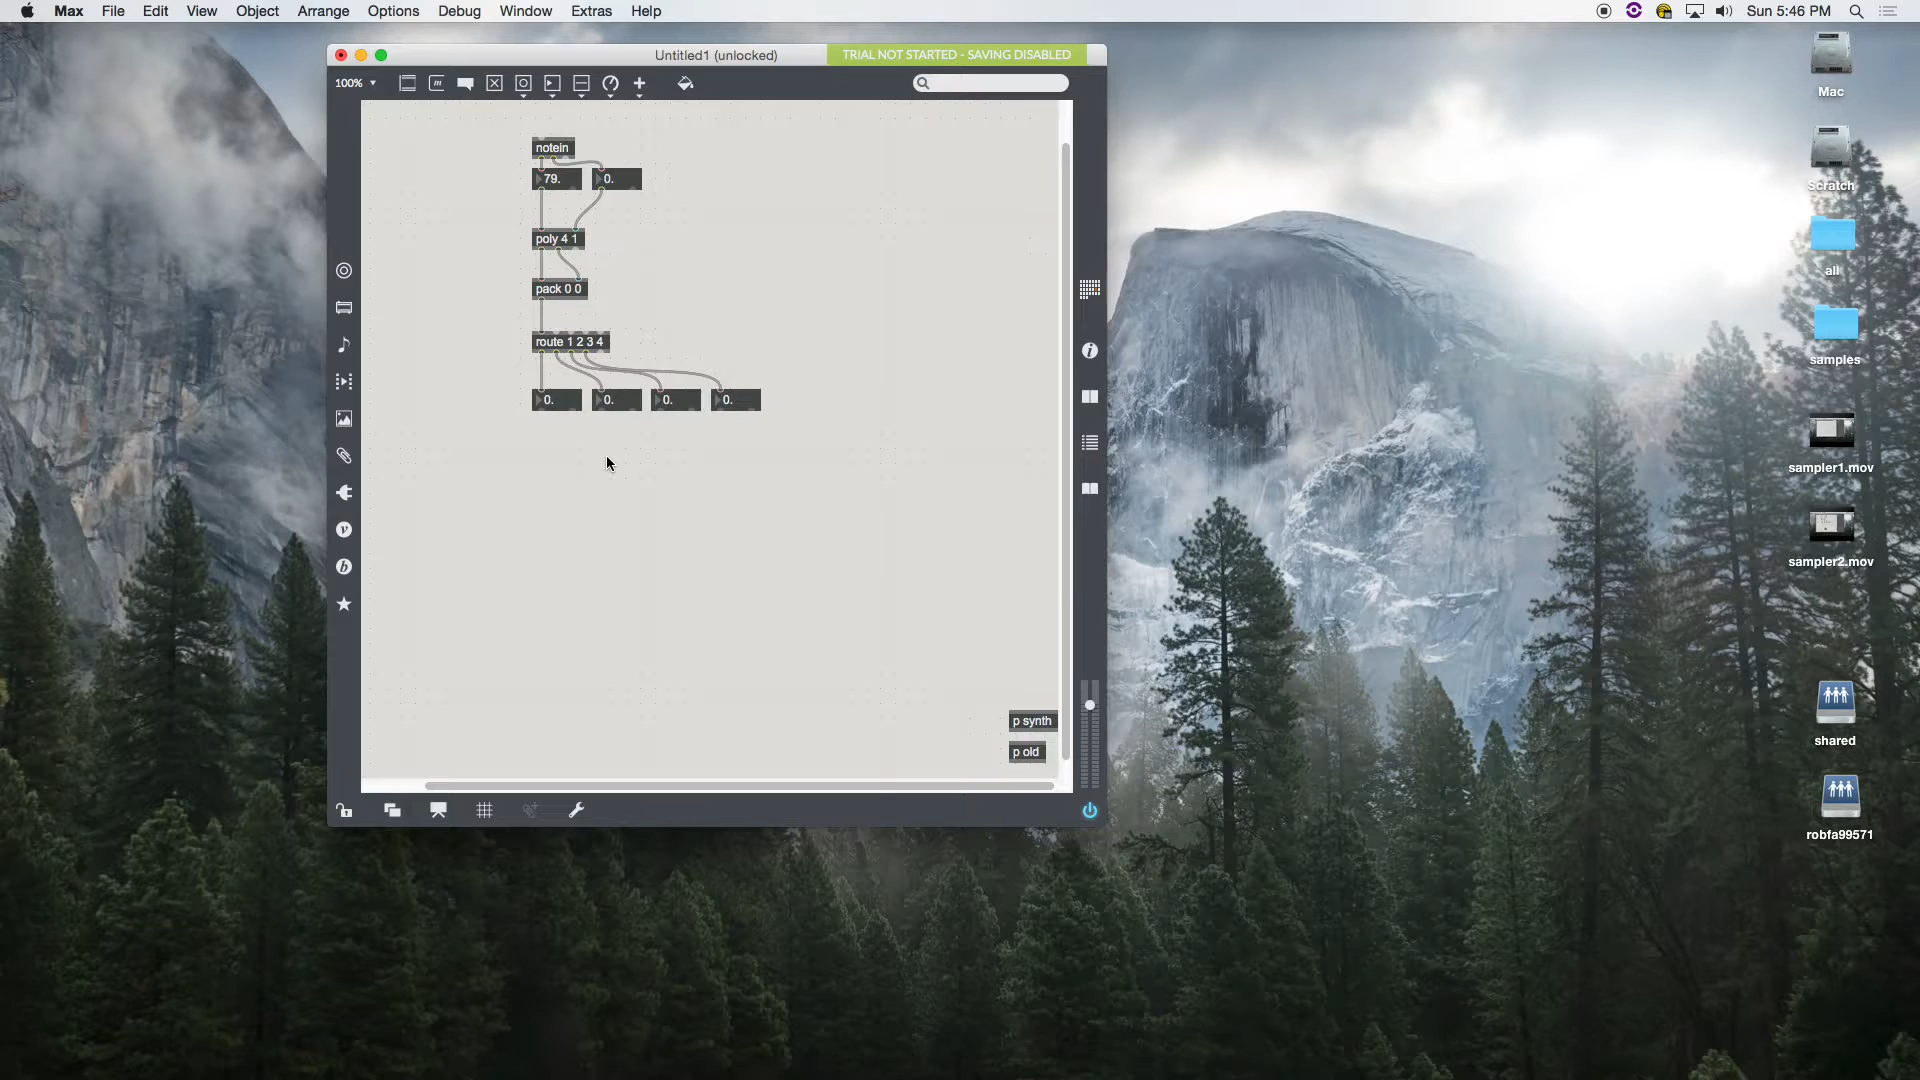 Max File Edit View Object Arrange Options Debug Window Extras Help
Sun 5:46 PM
Untitled1 (unlocked)
TRIAL NOT STARTED - SAVING DISABLED
100%
notein
79. 0.
poly 4 1
pack 0 0
route 1 2 3 4
0. 0. 0. 0.
p synth
p old
Mac
Scratch
all
samples
sampler1.mov
sampler2.mov
shared
robfa99571